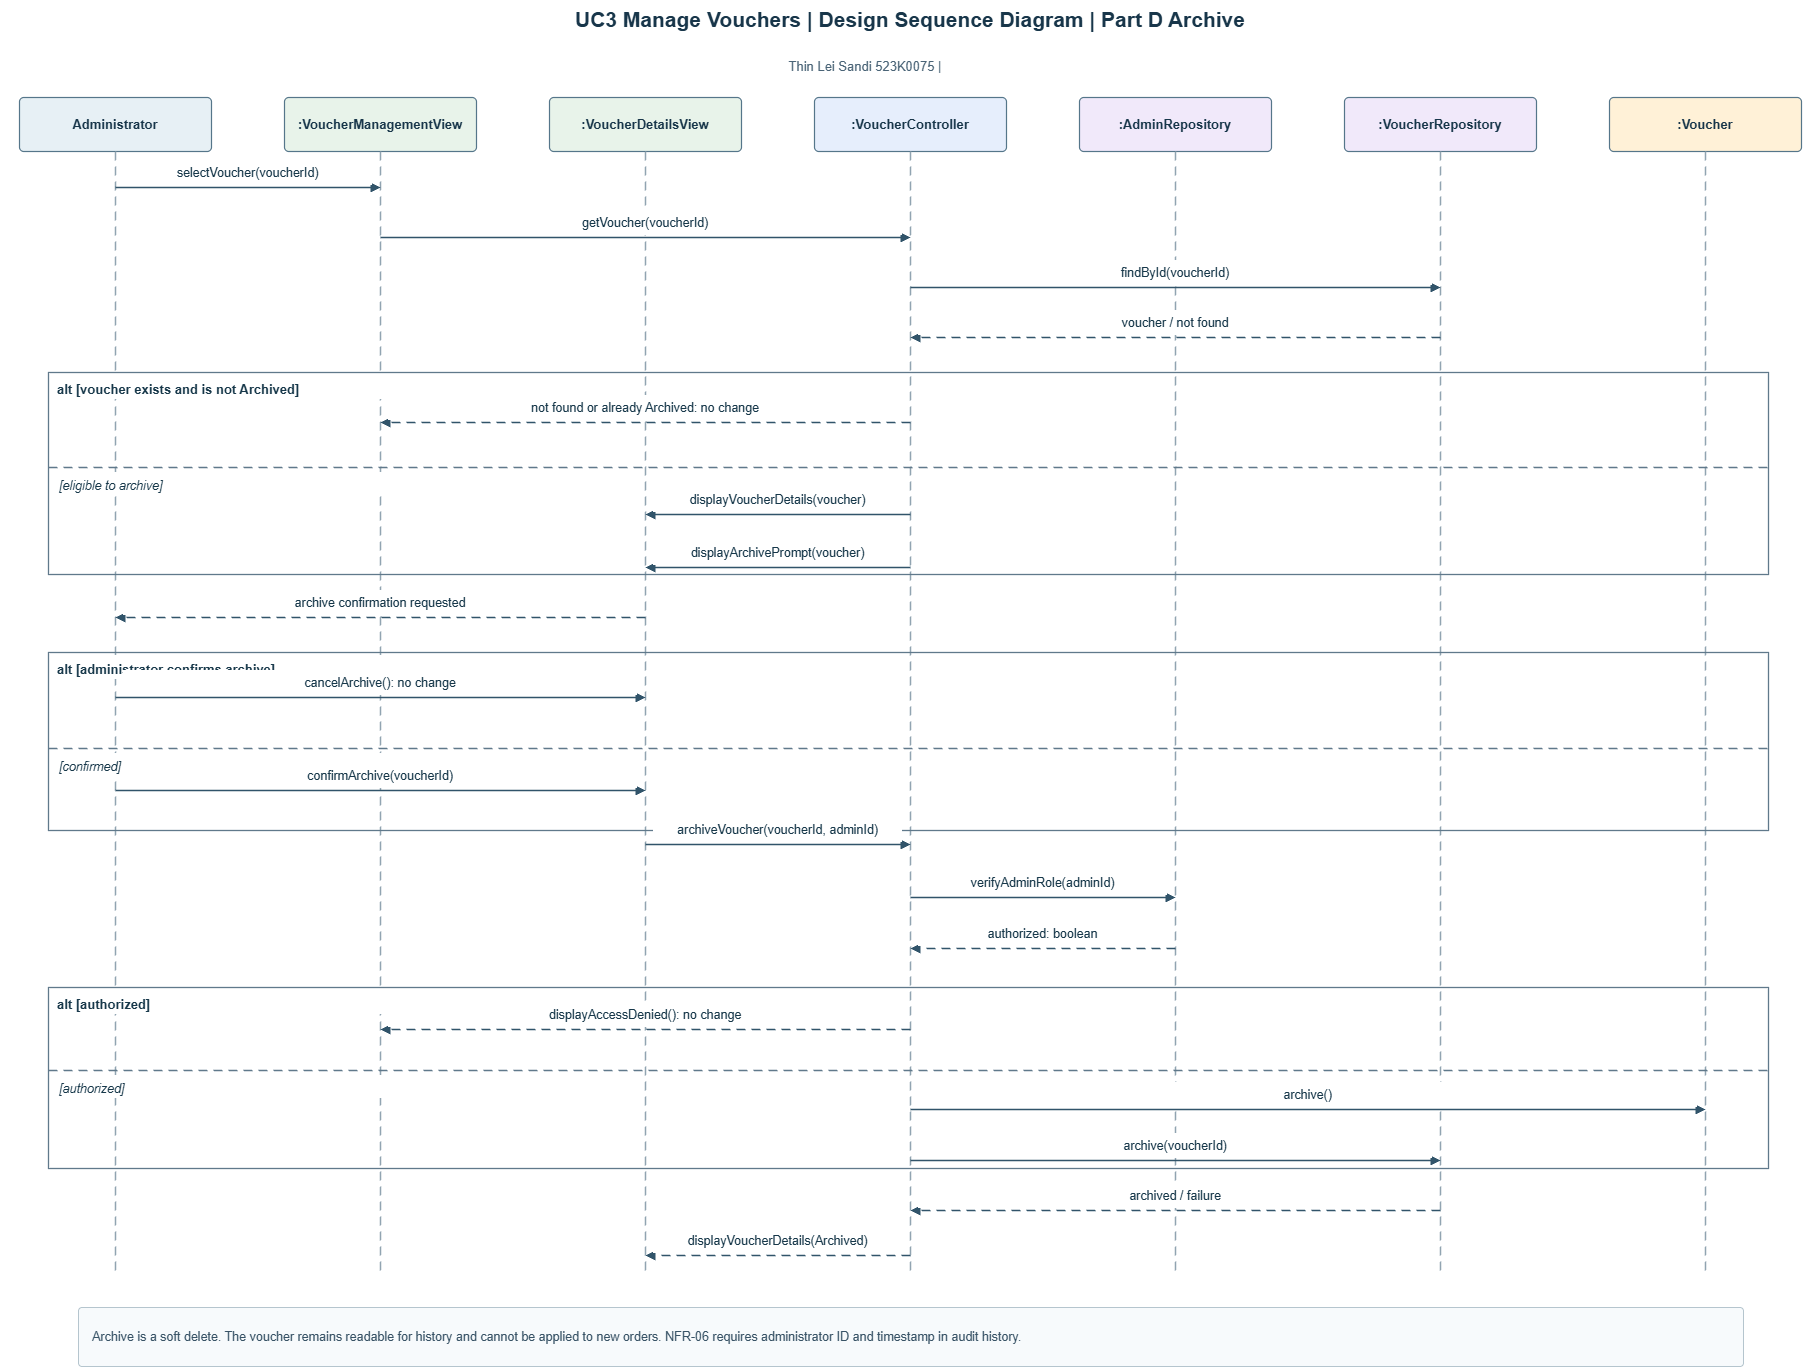 UC3 Manage Vouchers | Design Sequence Diagram | Part D Archive
Thin Lei Sandi 523K0075 |
Administrator
:VoucherManagementView
:VoucherDetailsView
:VoucherController
:AdminRepository
:VoucherRepository
:Voucher
selectVoucher(voucherId)
getVoucher(voucherId)
findById(voucherId)
voucher / not found
alt [voucher exists and is not Archived]
not found or already Archived: no change
[eligible to archive]
displayVoucherDetails(voucher)
displayArchivePrompt(voucher)
archive confirmation requested
alt [administrator confirms archive]
cancelArchive(): no change
[confirmed]
confirmArchive(voucherId)
archiveVoucher(voucherId, adminId)
verifyAdminRole(adminId)
authorized: boolean
alt [authorized]
displayAccessDenied(): no change
[authorized]
archive()
archive(voucherId)
archived / failure
displayVoucherDetails(Archived)
Archive is a soft delete. The voucher remains readable for history and cannot be applied to new orders. NFR-06 requires administrator ID and timestamp in audit history.